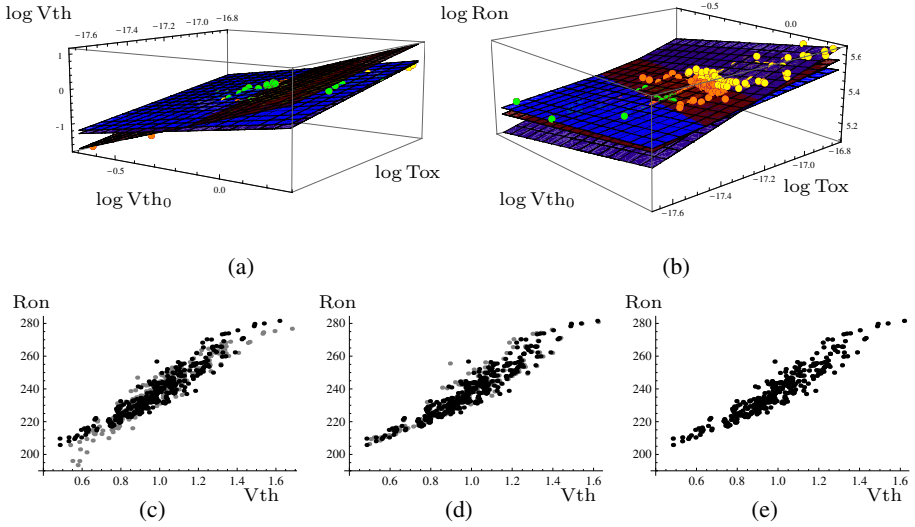 log Vth
−17.6
−17.4
−17.2
−17.0
−16.8
1
0
−1
−0.5
0.0
log Vth0
log Tox
(a)
log Ron
−0.5
0.0
5.6
5.4
5.2
−16.8
−17.0
−17.2
−17.4
−17.6
log Vth0
log Tox
(b)
Ron
280
260
240
220
200
0.6 0.8 1.0 1.2 1.4 1.6
Vth
(c)
Ron
280
260
240
220
200
0.6 0.8 1.0 1.2 1.4 1.6
Vth
(d)
Ron
280
260
240
220
200
0.6 0.8 1.0 1.2 1.4 1.6
Vth
(e)